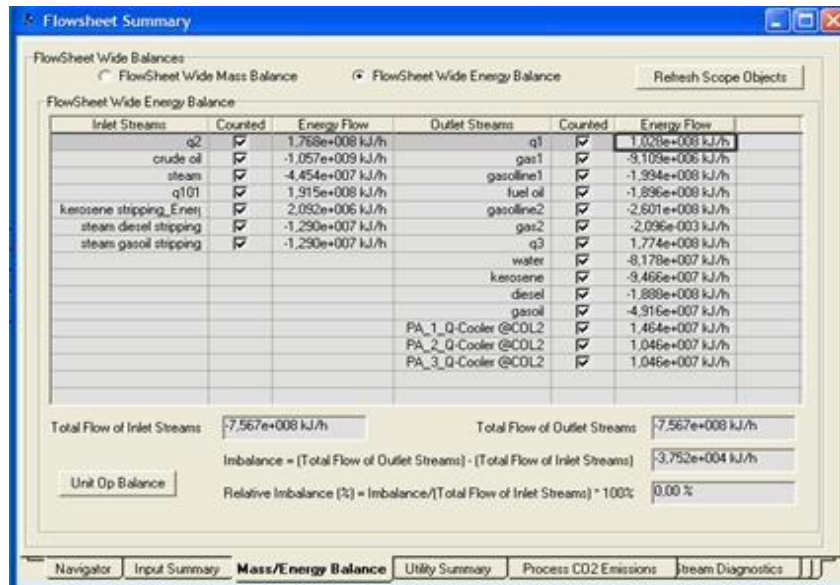 Flowsheet Summary
FlowSheet Wide Balances
FlowSheet Wide Mass Balance FlowSheet Wide Energy Balance Refresh Scope Objects
FlowSheet Wide Energy Balance
Inlet Streams Counted Energy Flow Outlet Streams Counted Energy Flow
q2 1,768e+008 kJ/h q1 1,028e+008 kJ/h
crude oil -1,057e+009 kJ/h gas1 -9,109e+006 kJ/h
steam -4,454e+007 kJ/h gasolline1 -1,994e+008 kJ/h
q101 1,915e+008 kJ/h fuel oil -1,896e+008 kJ/h
kerosene stripping_Energ 2,092e+006 kJ/h gasoline2 -2,601e+008 kJ/h
steam diesel stripping -1,290e+007 kJ/h gas2 -2,096e-003 kJ/h
steam gasoil stripping -1,290e+007 kJ/h q3 1,774e+008 kJ/h
water -8,178e+007 kJ/h
kerosene -9,466e+007 kJ/h
diesel -1,888e+008 kJ/h
gasoil -4,916e+007 kJ/h
PA_1_Q-Cooler @COL2 1,464e+007 kJ/h
PA_2_Q-Cooler @COL2 1,046e+007 kJ/h
PA_3_Q-Cooler @COL2 1,046e+007 kJ/h
Total Flow of Inlet Streams -7,567e+008 kJ/h Total Flow of Outlet Streams -7,567e+008 kJ/h
Imbalance = (Total Flow of Outlet Streams) - (Total Flow of Inlet Streams) -3,752e+004 kJ/h
Unit Op Balance
Relative Imbalance (%) = Imbalance/(Total Flow of Inlet Streams) * 100% 0,00 %
Navigator Input Summary Mass/Energy Balance Utility Summary Process CO2 Emissions Stream Diagnostics